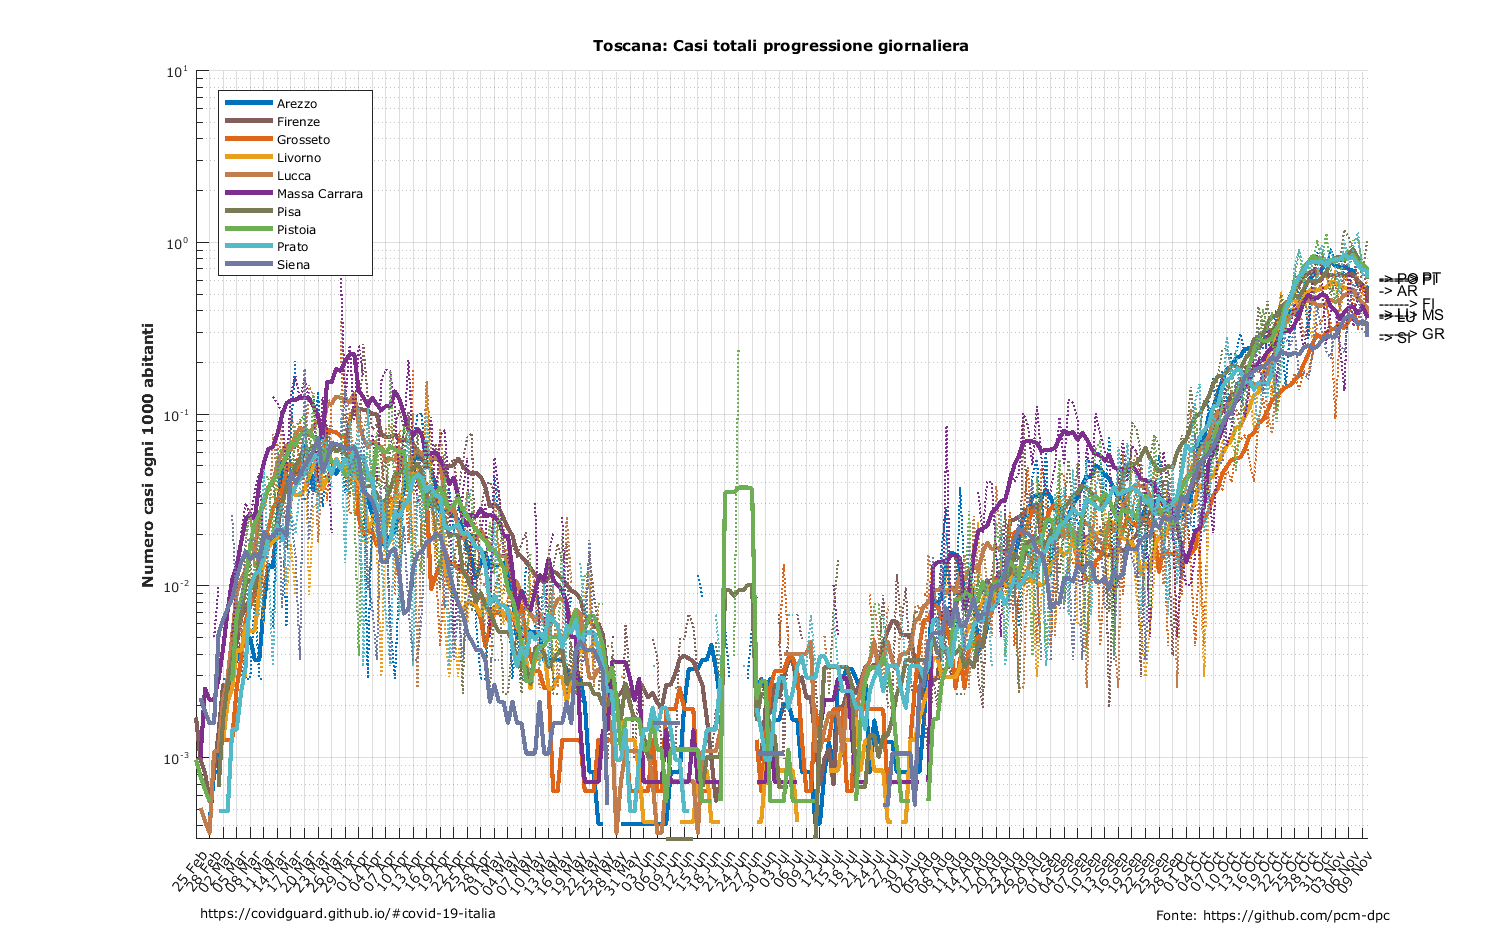 Toscana: Casi totali progressione giornaliera
Numero casi ogni 1000 abitanti
10^1
10^0
10^-1
10^-2
10^-3
Arezzo
Firenze
Grosseto
Livorno
Lucca
Massa Carrara
Pisa
Pistoia
Prato
Siena
-> AR
------> FI
MS
------> GR
-> SI
25 Feb
28 Feb
02 Mar
05 Mar
08 Mar
11 Mar
14 Mar
17 Mar
20 Mar
23 Mar
26 Mar
29 Mar
01 Apr
04 Apr
07 Apr
10 Apr
13 Apr
16 Apr
19 Apr
22 Apr
25 Apr
28 Apr
01 May
04 May
07 May
10 May
13 May
16 May
19 May
22 May
25 May
28 May
31 May
03 Jun
06 Jun
09 Jun
12 Jun
15 Jun
18 Jun
21 Jun
24 Jun
27 Jun
30 Jun
03 Jul
06 Jul
09 Jul
12 Jul
15 Jul
18 Jul
21 Jul
24 Jul
27 Jul
30 Jul
02 Aug
05 Aug
08 Aug
11 Aug
14 Aug
17 Aug
20 Aug
23 Aug
26 Aug
29 Aug
01 Sep
04 Sep
07 Sep
10 Sep
13 Sep
16 Sep
19 Sep
22 Sep
25 Sep
28 Sep
01 Oct
04 Oct
07 Oct
10 Oct
13 Oct
16 Oct
19 Oct
22 Oct
25 Oct
28 Oct
31 Oct
03 Nov
06 Nov
09 Nov
https://covidguard.github.io/#covid-19-italia
Fonte: https://github.com/pcm-dpc